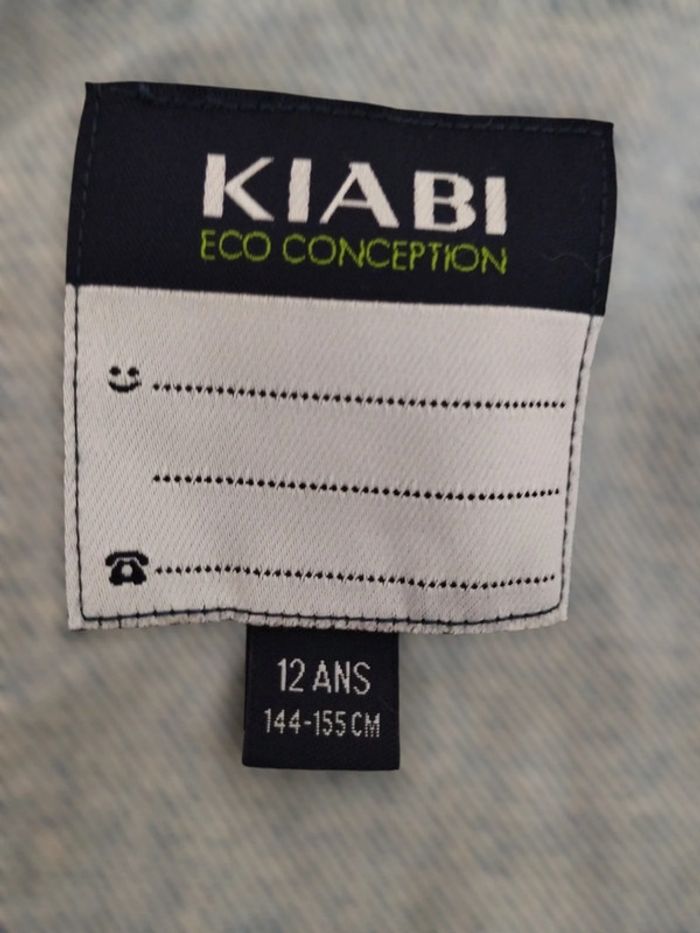 KIABI
ECO CONCEPTION
12 ANS
144-155 CM